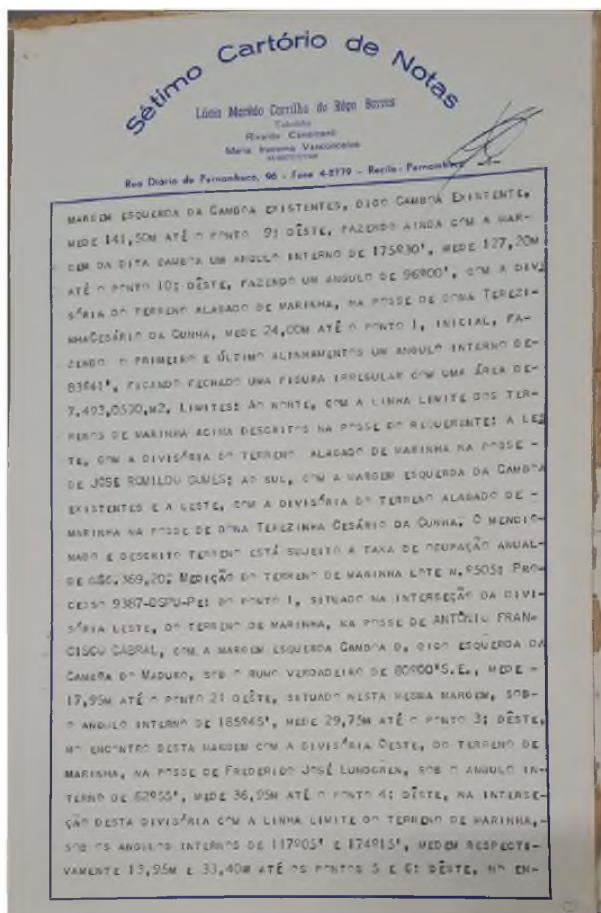 Sétimo Cartório de Notas
Lúcia Marêdo Carrilho do Rêgo Barros
Tabeliã
Rivaldo Cavalcanti
Maria Iracema Vasconcelos
Rua Diário de Pernambuco, 96 - Fone 4-2779 - Recife - Pernambuco
MARGEM ESQUERDA DA CAMBOA EXISTENTES, DIGO CAMBOA EXISTENTE,
MEDE 141,50M ATÉ O PONTO 9; DÊSTE, FAZENDO AINDA COM A MAR-
GEM DA DITA CAMBOA UM ANGULO INTERNO DE 175º30', MEDE 127,20M
ATÉ O PONTO 10; DÊSTE, FAZENDO UM ANGULO DE 96º00', COM A DIVI
SÓRIA DO TERRENO ALAGADO DE MARINHA, NA POSSE DE DONA TEREZI-
NHACESÁRIO DA CUNHA, MEDE 24,00M ATÉ O PONTO 1, INICIAL, FA-
ZENDO O PRIMEIRO E ÚLTIMO ALINHAMENTOS UM ANGULO INTERNO DE-
83º41', FICANDO FECHADO UMA FIGURA IRREGULAR COM UMA ÁREA DE-
7.493,0530,M2, LIMITES: AO NORTE, COM A LINHA LIMITE DOS TER-
RENOS DE MARINHA ACIMA DESCRITOS NA POSSE DO REQUERENTE; A LES
TE, COM A DIVISÓRIA DO TERRENO ALAGADO DE MARINHA NA POSSE -
DE JOSÉ ROMILDO GOMES; AO SUL, COM A MARGEM ESQUERDA DA CAMBOA
EXISTENTES E A LESTE, COM A DIVISÓRIA DO TERRENO ALAGADO DE -
MARINHA NA POSSE DE DONA TEREZINHA CESÁRIO DA CUNHA. O MENCIO-
NADO E DESCRITO TERRENO ESTÁ SUJEITO A TAXA DE OCUPAÇÃO ANUAL-
DE 369,20; MEDIÇÃO DO TERRENO DE MARINHA LOTE N.º505; PRO-
CESSO 9387-DSPU-PE: DO PONTO 1, SITUADO NA INTERSEÇÃO DA DIVI-
SÓRIA LESTE, DO TERRENO DE MARINHA, NA POSSE DE ANTÔNIO FRAN-
CISCO CABRAL, COM A MARGEM ESQUERDA CAMBOA D, DIGO ESQUERDA DA
CAMBOA DO MADURO, SOB O RUMO VERDADEIRO DE 80º00'S.E., MEDE -
17,95M ATÉ O PONTO 2; DÊSTE, SITUADO NESTA MESMA MARGEM, SOB-
O ANGULO INTERNO DE 185º45', MEDE 29,75M ATÉ O PONTO 3; DÊSTE,
NO ENCONTRO DESTA MARGEM COM A DIVISÓRIA OESTE, DO TERRENO DE
MARINHA, NA POSSE DE FREDERIDO JOSÉ LUNDGREN, SOB O ANGULO IN-
TERNO DE 62º55', MEDE 36,95M ATÉ O PONTO 4; DÊSTE, NA INTERSE-
ÇÃO DESTA DIVISÓRIA COM A LINHA LIMITE DO TERRENO DE MARINHA,-
SOB OS ANGULOS INTERNOS DE 117º05' E 174º15', MEDEM RESPECTI-
VAMENTE 13,95M E 33,40M ATÉ OS PONTOS 5 E 6; DÊSTE, NO EN-